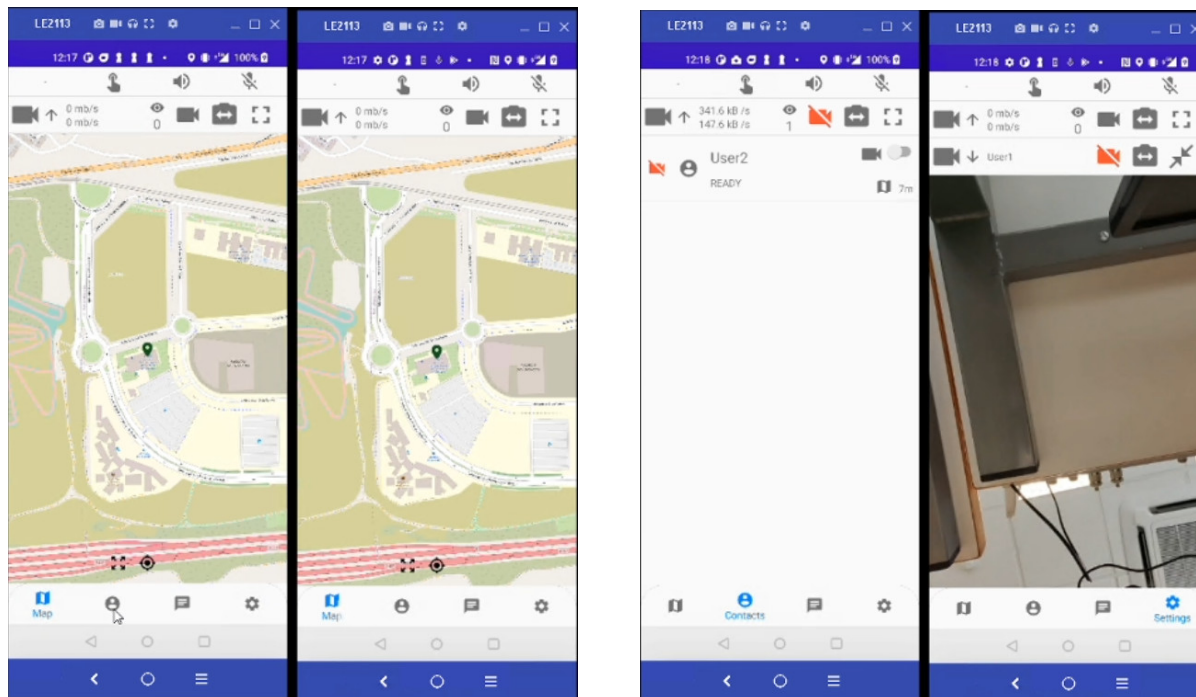 LE2113
12:17
100%
0 mb/s
0 mb/s
0
Map
LE2113
12:17
0 mb/s
0 mb/s
0
Map
LE2113
12:18
100%
341.6 kB /s
147.6 kB /s
1
User2
READY
7m
Contacts
LE2113
12:18
0 mb/s
0 mb/s
0
User1
Settings